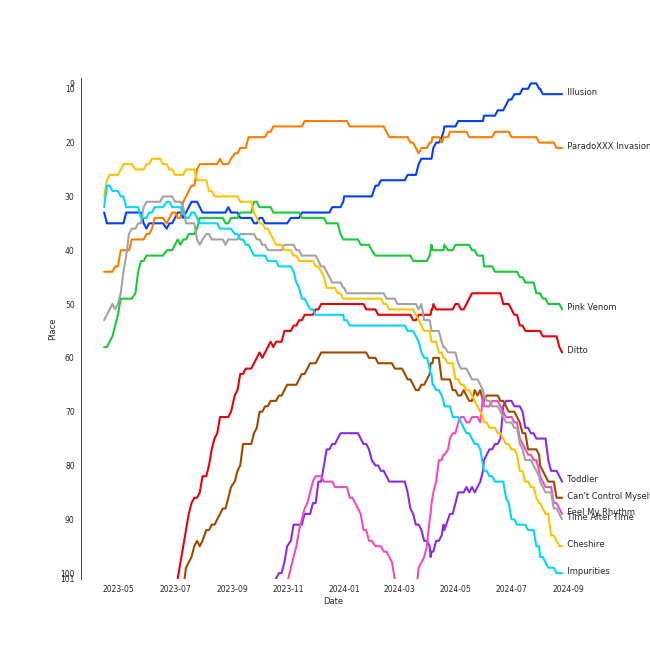 9
10
Illusion
20
ParadoXXX Invasion
30
40
50
Pink Venom
Place
Ditto
60
70
80
Toddler
Can't Control Myself
Feel My Rhythm
90
Time After Time
Cheshire
100
Impurities
101
2023-05 2023-07 2023-09 2023-11 2024-01 2024-03 2024-05 2024-07 2024-09
Date